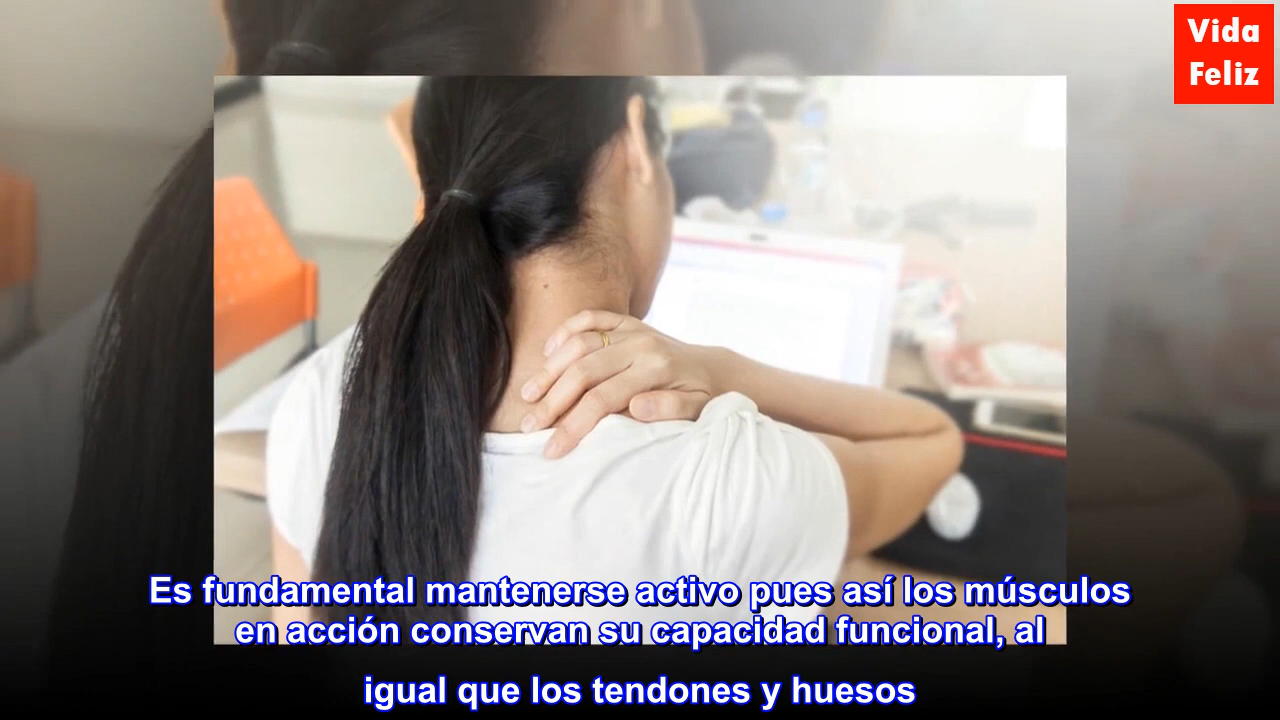 Vida
Feliz
Es fundamental mantenerse activo pues así los músculos
en acción conservan su capacidad funcional, al
igual que los tendones y huesos